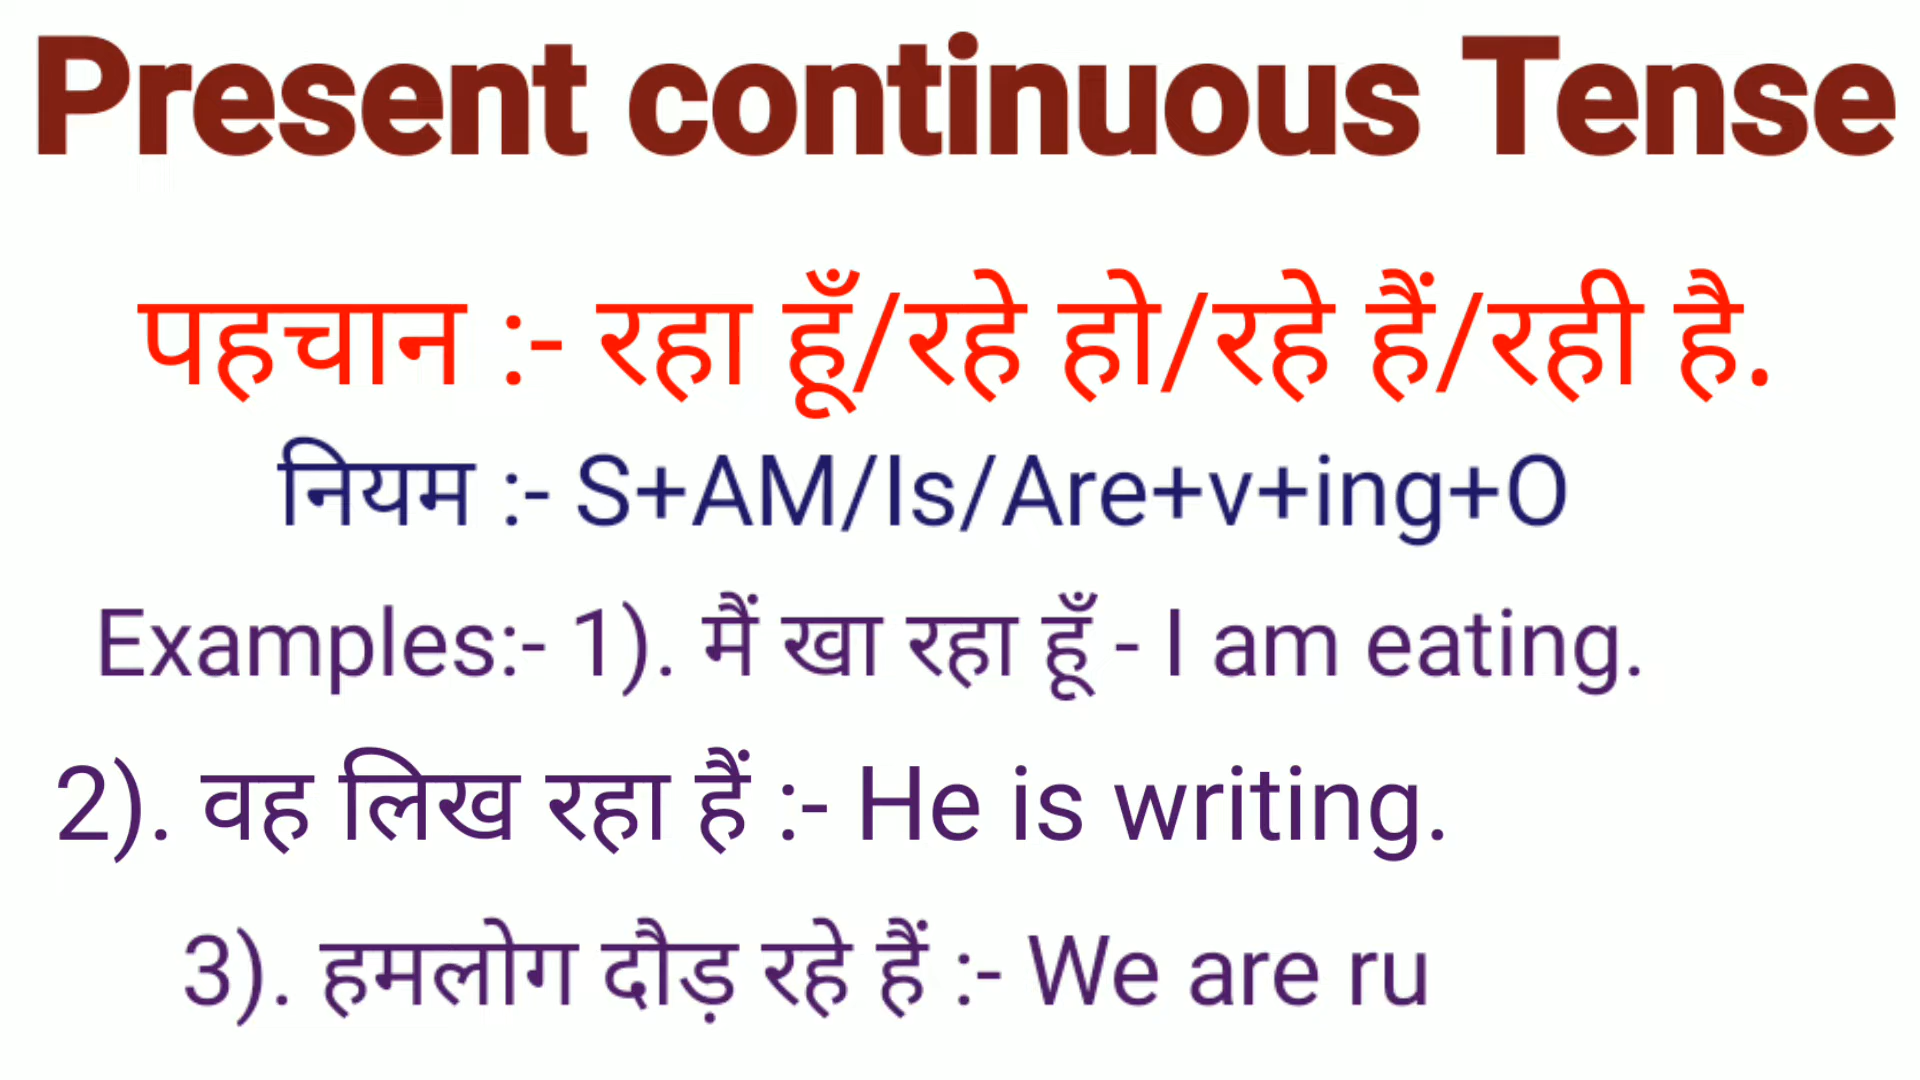 Present continuous Tense
पहचान :- रहा हूँ/रहे हो/रहे हैं/रही है.
नियम :- S+AM/Is/Are+v+ing+O
Examples:- 1). मैं खा रहा हूँ - I am eating.
2). वह लिख रहा हैं :- He is writing.
3). हमलोग दौड़ रहे हैं :- We are ru